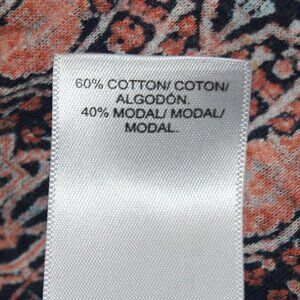 60% COTTON/ COTON/
ALGODÓN.
40% MODAL/ MODAL/
MODAL.